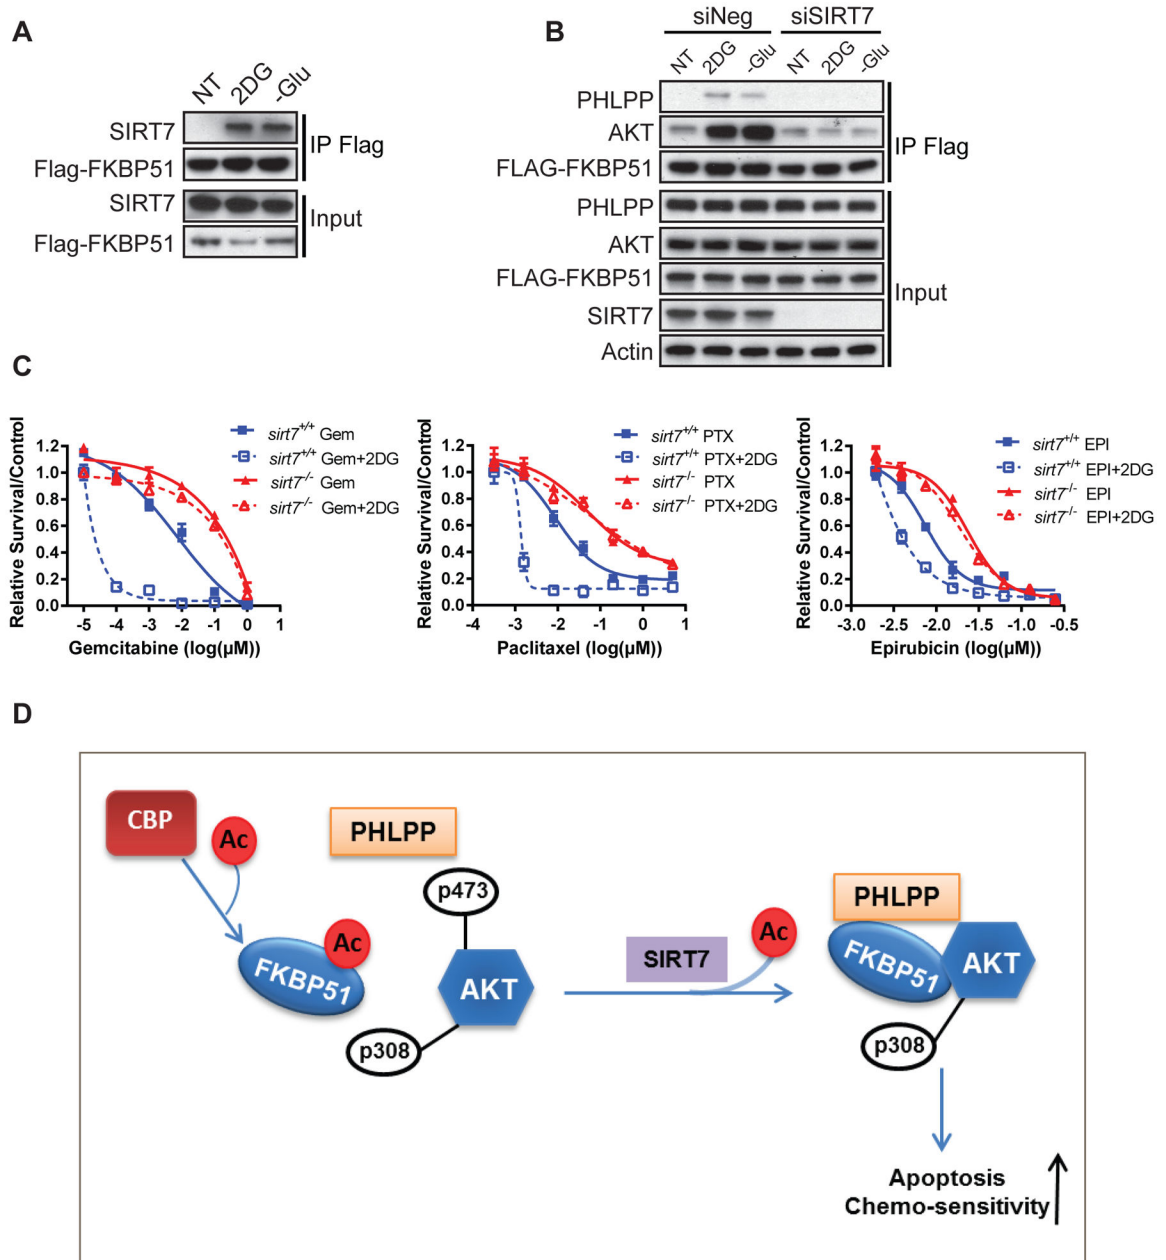 A
NT 2DG -Glu
SIRT7
Flag-FKBP51
IP Flag
SIRT7
Flag-FKBP51
Input
B
siNeg siSIRT7
NT 2DG -Glu NT 2DG -Glu
PHLPP
AKT
FLAG-FKBP51
IP Flag
PHLPP
AKT
FLAG-FKBP51
SIRT7
Actin
Input
C
Relative Survival/Control
1.2
1.0
0.8
0.6
0.4
0.2
0.0
-5 -4 -3 -2 -1 0 1
Gemcitabine (log(µM))
sirt7+/+ Gem
sirt7+/+ Gem+2DG
sirt7-/- Gem
sirt7-/- Gem+2DG
Relative Survival/Control
1.2
1.0
0.8
0.6
0.4
0.2
0.0
-4 -3 -2 -1 0 1
Paclitaxel (log(µM))
sirt7+/+ PTX
sirt7+/+ PTX+2DG
sirt7-/- PTX
sirt7-/- PTX+2DG
Relative Survival/Control
1.2
1.0
0.8
0.6
0.4
0.2
0.0
-3.0 -2.5 -2.0 -1.5 -1.0 -0.5
Epirubicin (log(µM))
sirt7+/+ EPI
sirt7+/+ EPI+2DG
sirt7-/- EPI
sirt7-/- EPI+2DG
D
CBP
Ac
PHLPP
p473
Ac
FKBP51
AKT
p308
SIRT7
Ac
PHLPP
FKBP51
AKT
p308
Apoptosis
Chemo-sensitivity